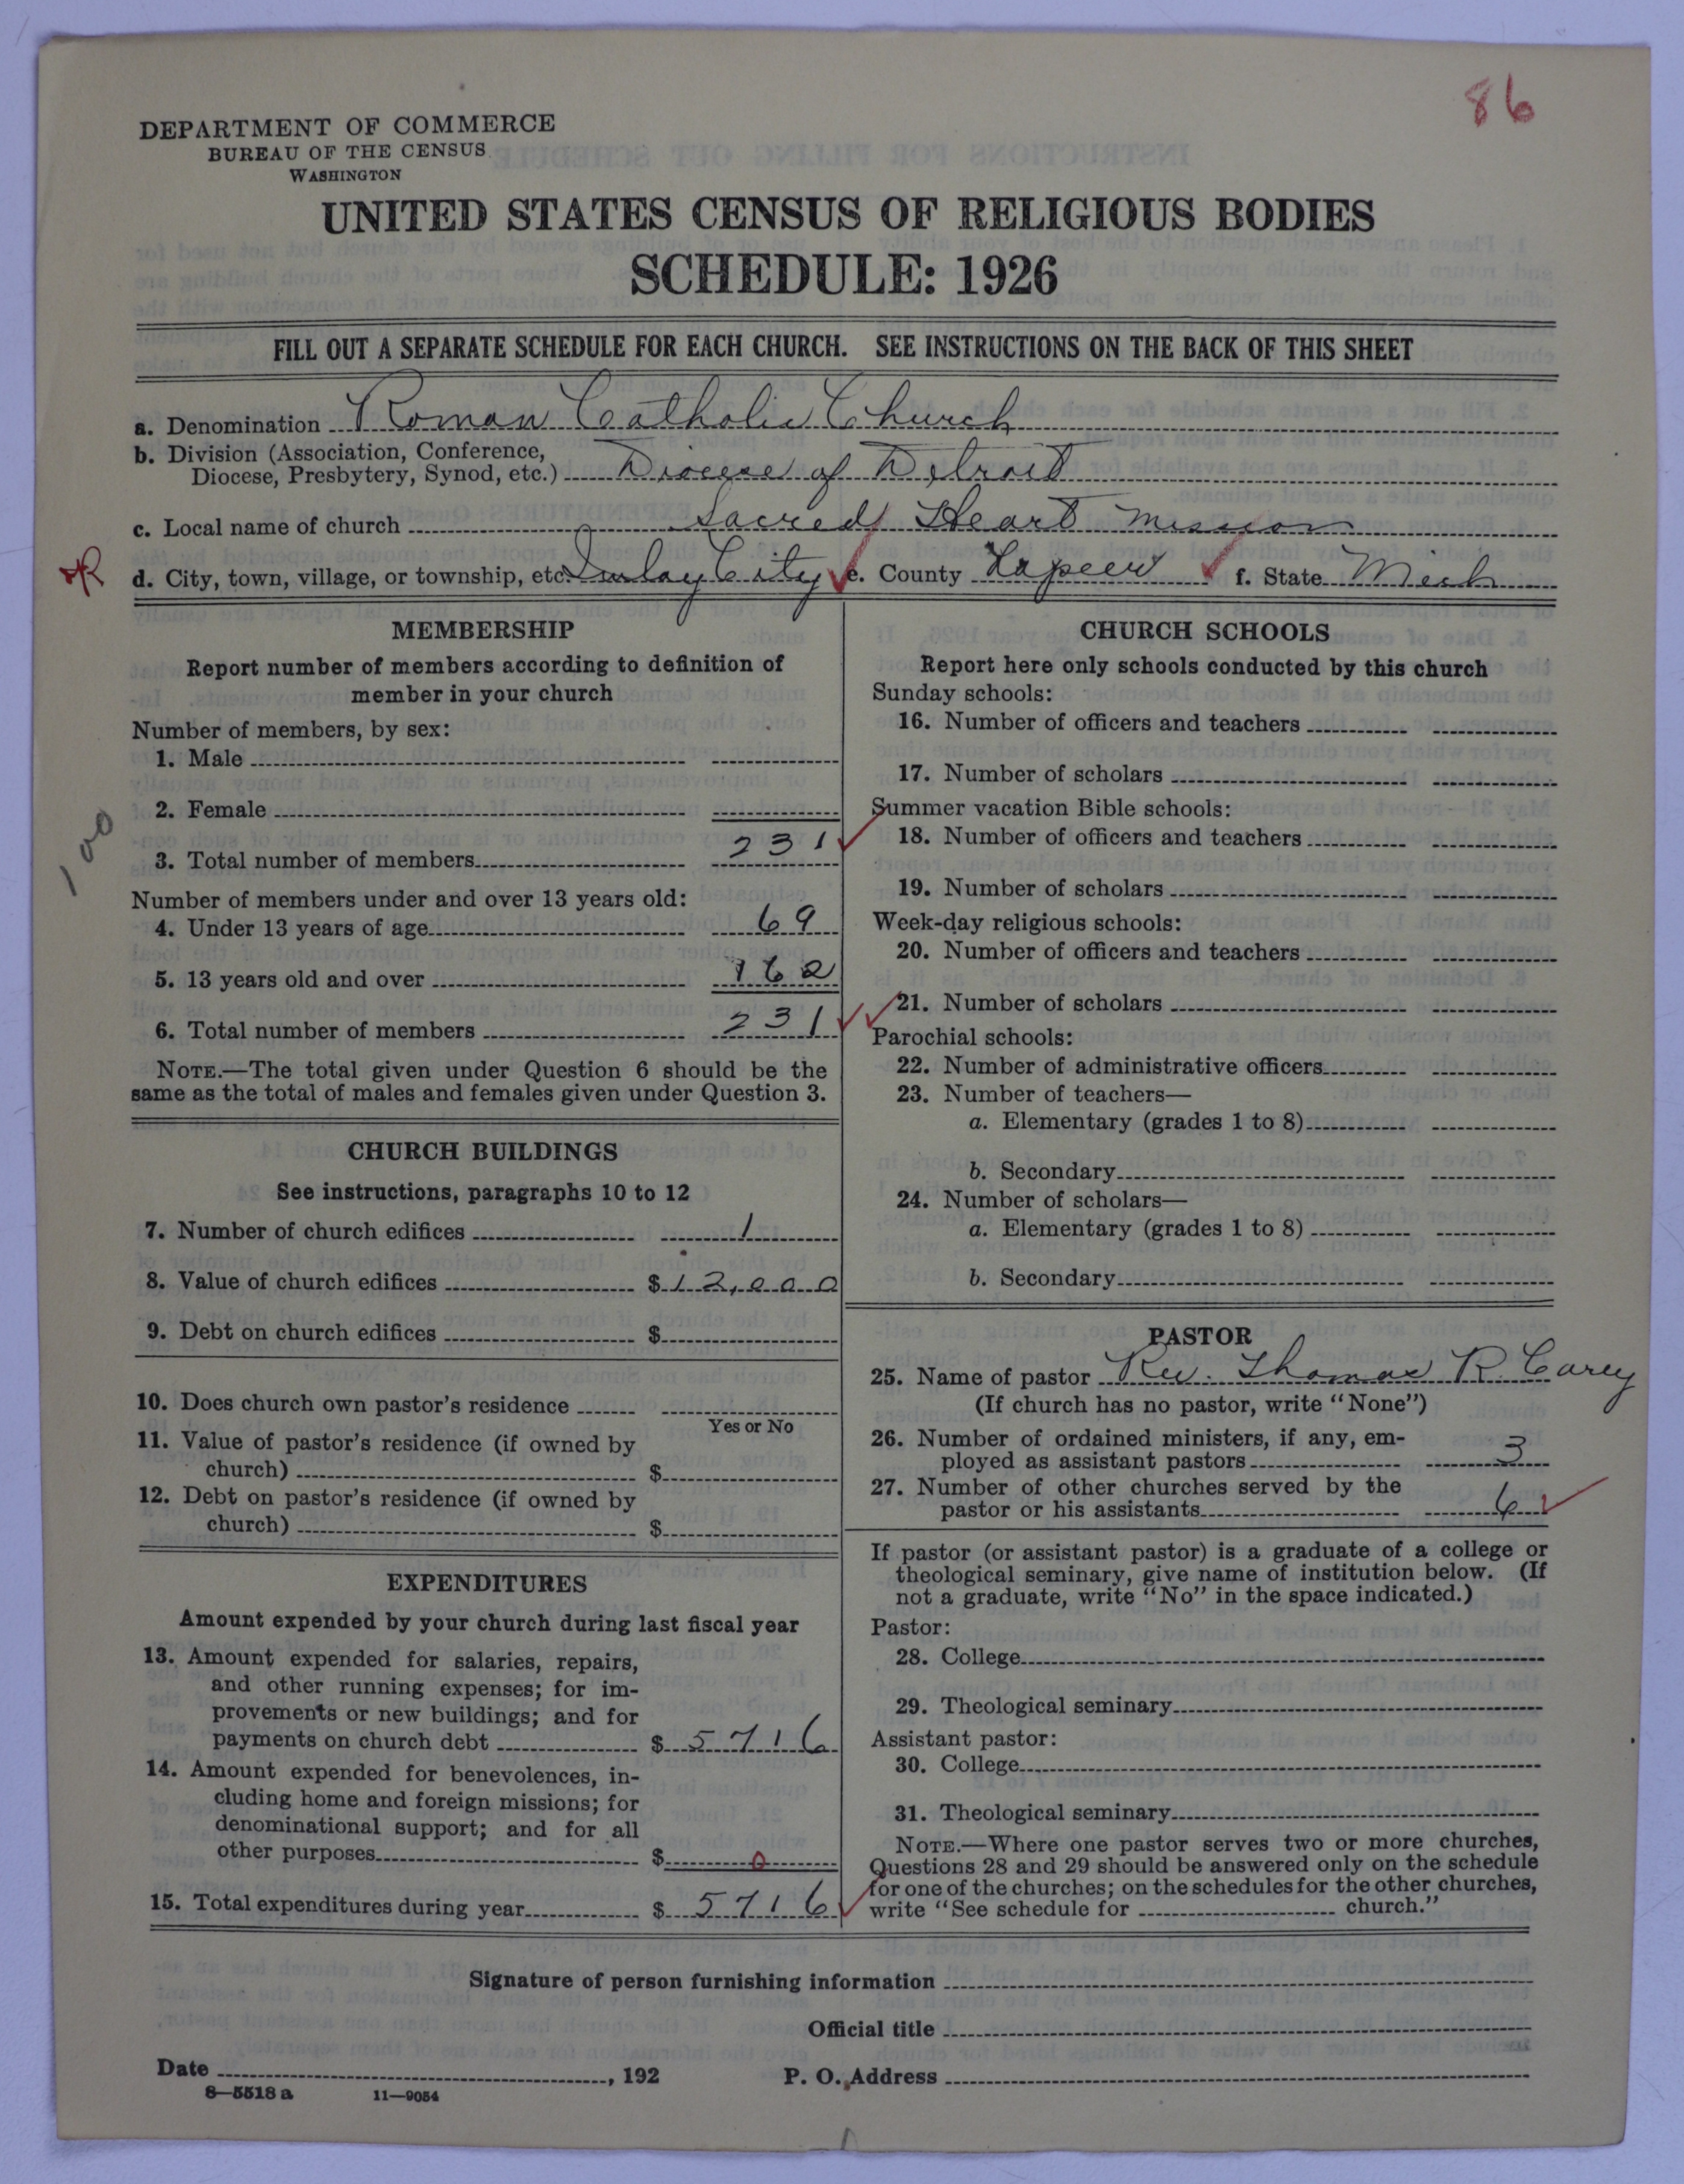 86
DEPARTMENT OF COMMERCE
BUREAU OF THE CENSUS
WASHINGTON
UNITED STATES CENSUS OF RELIGIOUS BODIES
SCHEDULE: 1926
FILL OUT A SEPARATE SCHEDULE FOR EACH CHURCH. SEE INSTRUCTIONS ON THE BACK OF THIS SHEET
a. Denomination Roman Catholic Church
b. Division (Association, Conference,
Diocese, Presbytery, Synod, etc.) Diocese of Detroit
c. Local name of church Sacred Heart Mission
R d. City, town, village, or township, etc. Imlay City e. County Lapeer f. State Mich
MEMBERSHIP
Report number of members according to definition of
member in your church
Number of members, by sex:
1. Male
2. Female
100
3. Total number of members 231
Number of members under and over 13 years old:
4. Under 13 years of age 69
5. 13 years old and over 162
6. Total number of members 231
NOTE.—The total given under Question 6 should be the
same as the total of males and females given under Question 3.
CHURCH BUILDINGS
See instructions, paragraphs 10 to 12
7. Number of church edifices 1
8. Value of church edifices $12,000
9. Debt on church edifices $
10. Does church own pastor's residence
Yes or No
11. Value of pastor's residence (if owned by
church) $
12. Debt on pastor's residence (if owned by
church) $
EXPENDITURES
Amount expended by your church during last fiscal year
13. Amount expended for salaries, repairs,
and other running expenses; for im-
provements or new buildings; and for
payments on church debt $ 5716
14. Amount expended for benevolences, in-
cluding home and foreign missions; for
denominational support; and for all
other purposes $ 0
15. Total expenditures during year $ 5716
CHURCH SCHOOLS
Report here only schools conducted by this church
Sunday schools:
16. Number of officers and teachers
17. Number of scholars
Summer vacation Bible schools:
18. Number of officers and teachers
19. Number of scholars
Week-day religious schools:
20. Number of officers and teachers
21. Number of scholars
Parochial schools:
22. Number of administrative officers
23. Number of teachers—
a. Elementary (grades 1 to 8)
b. Secondary
24. Number of scholars—
a. Elementary (grades 1 to 8)
b. Secondary
PASTOR
25. Name of pastor Rev. Thomas R. Carey
(If church has no pastor, write "None")
26. Number of ordained ministers, if any, em-
ployed as assistant pastors 3
27. Number of other churches served by the
pastor or his assistants 6
If pastor (or assistant pastor) is a graduate of a college or
theological seminary, give name of institution below. (If
not a graduate, write "No" in the space indicated.)
Pastor:
28. College
29. Theological seminary
Assistant pastor:
30. College
31. Theological seminary
NOTE.—Where one pastor serves two or more churches,
Questions 28 and 29 should be answered only on the schedule
for one of the churches; on the schedules for the other churches,
write "See schedule for church."
Signature of person furnishing information
Official title
Date , 192 P. O. Address
8—5518 a 11—9054